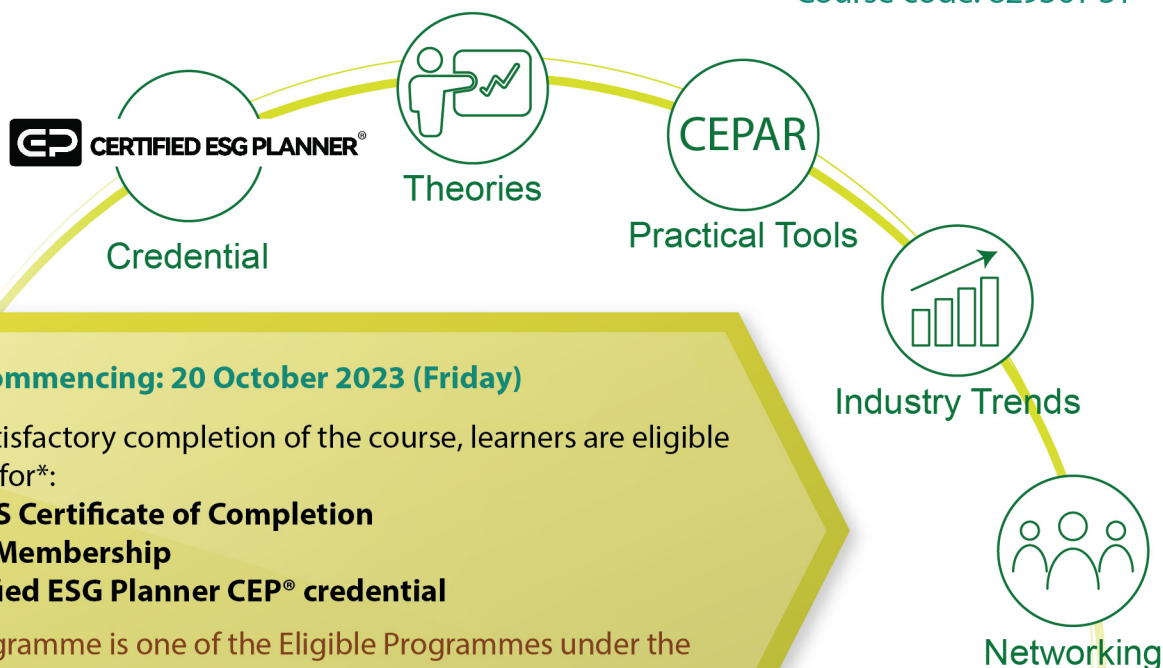 CERTIFIED ESG PLANNER®
Credential
Theories
CEPAR
Practical Tools
Industry Trends
Networking
ommencing: 20 October 2023 (Friday)
tisfactory completion of the course, learners are eligible
for*:
S Certificate of Completion
Membership
fied ESG Planner CEP® credential
gramme is one of the Eligible Programmes under the